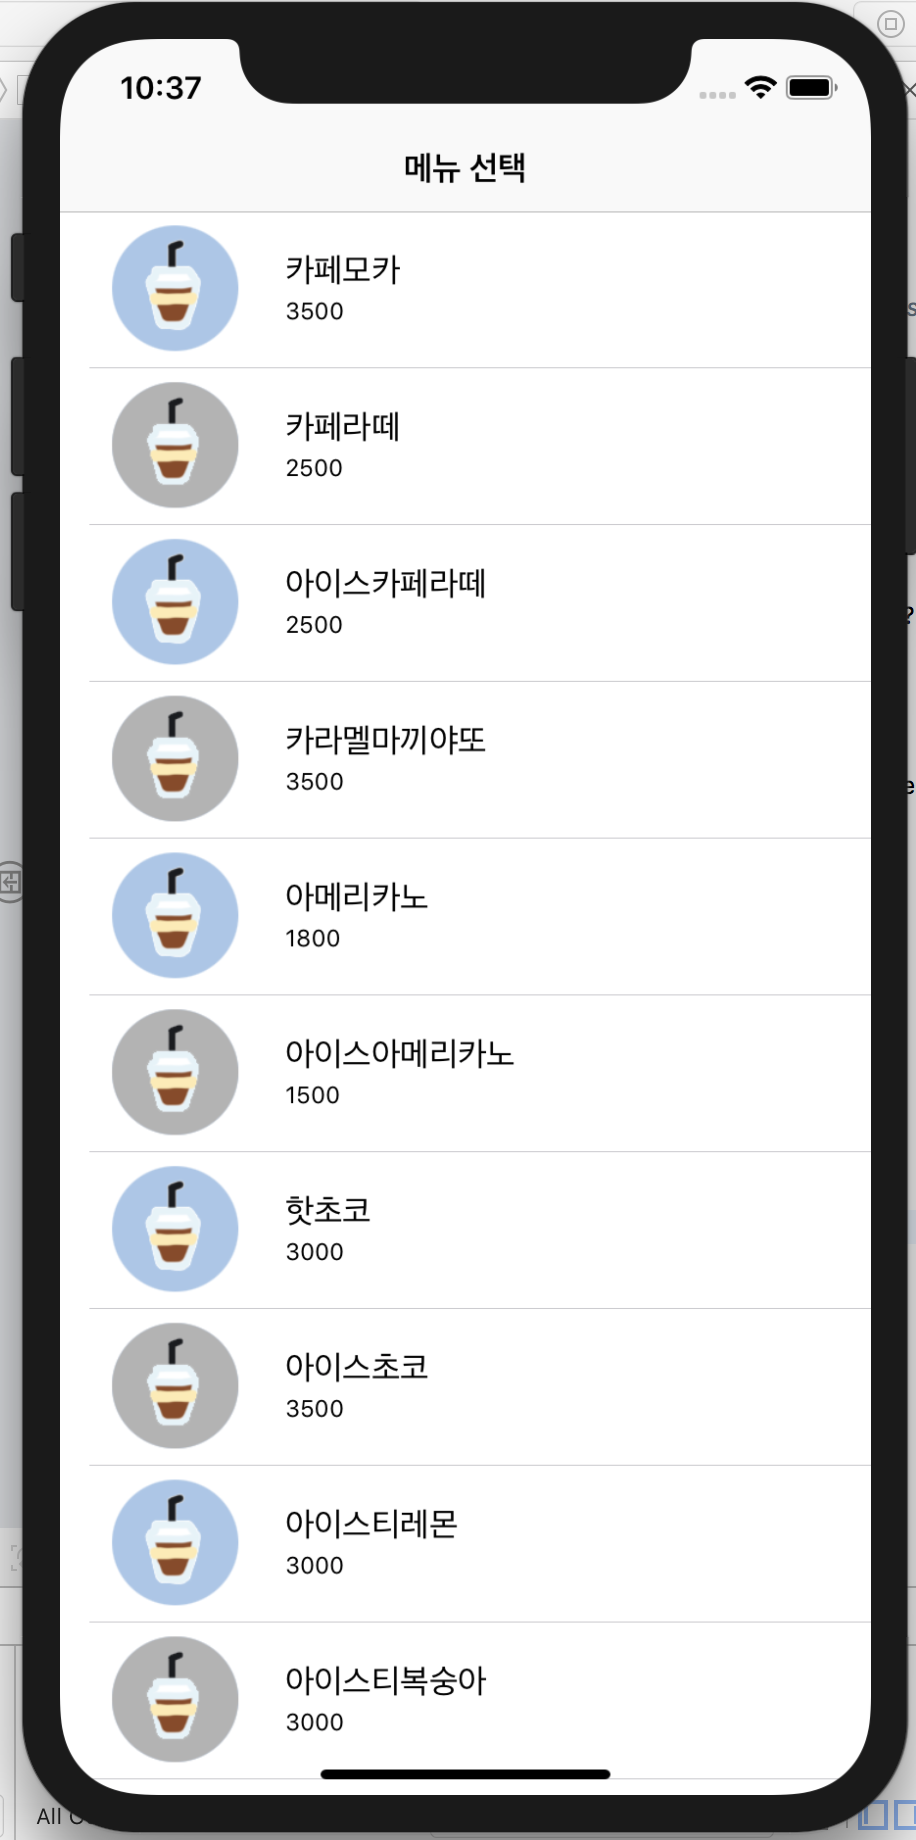 10:37
메뉴 선택
카페모카
3500
카페라떼
2500
아이스카페라떼
2500
카라멜마끼야또
3500
아메리카노
1800
아이스아메리카노
1500
핫초코
3000
아이스초코
3500
아이스티레몬
3000
아이스티복숭아
3000
All